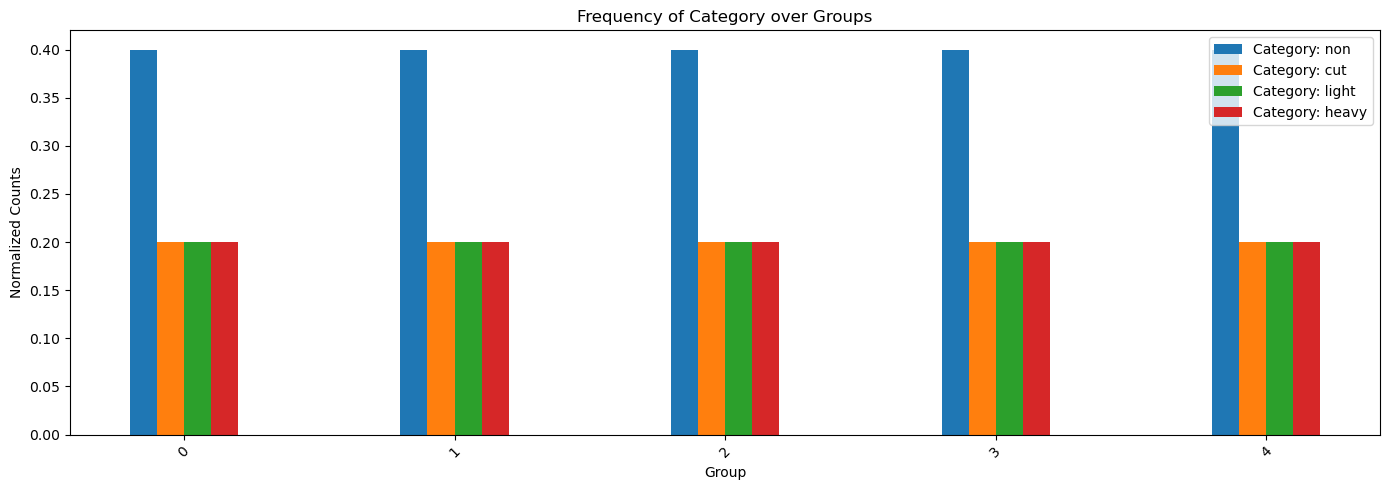 Frequency of Category over Groups
Normalized Counts
0.40
0.35
0.30
0.25
0.20
0.15
0.10
0.05
0.00
Category: non
Category: cut
Category: light
Category: heavy
0
1
2
3
4
Group